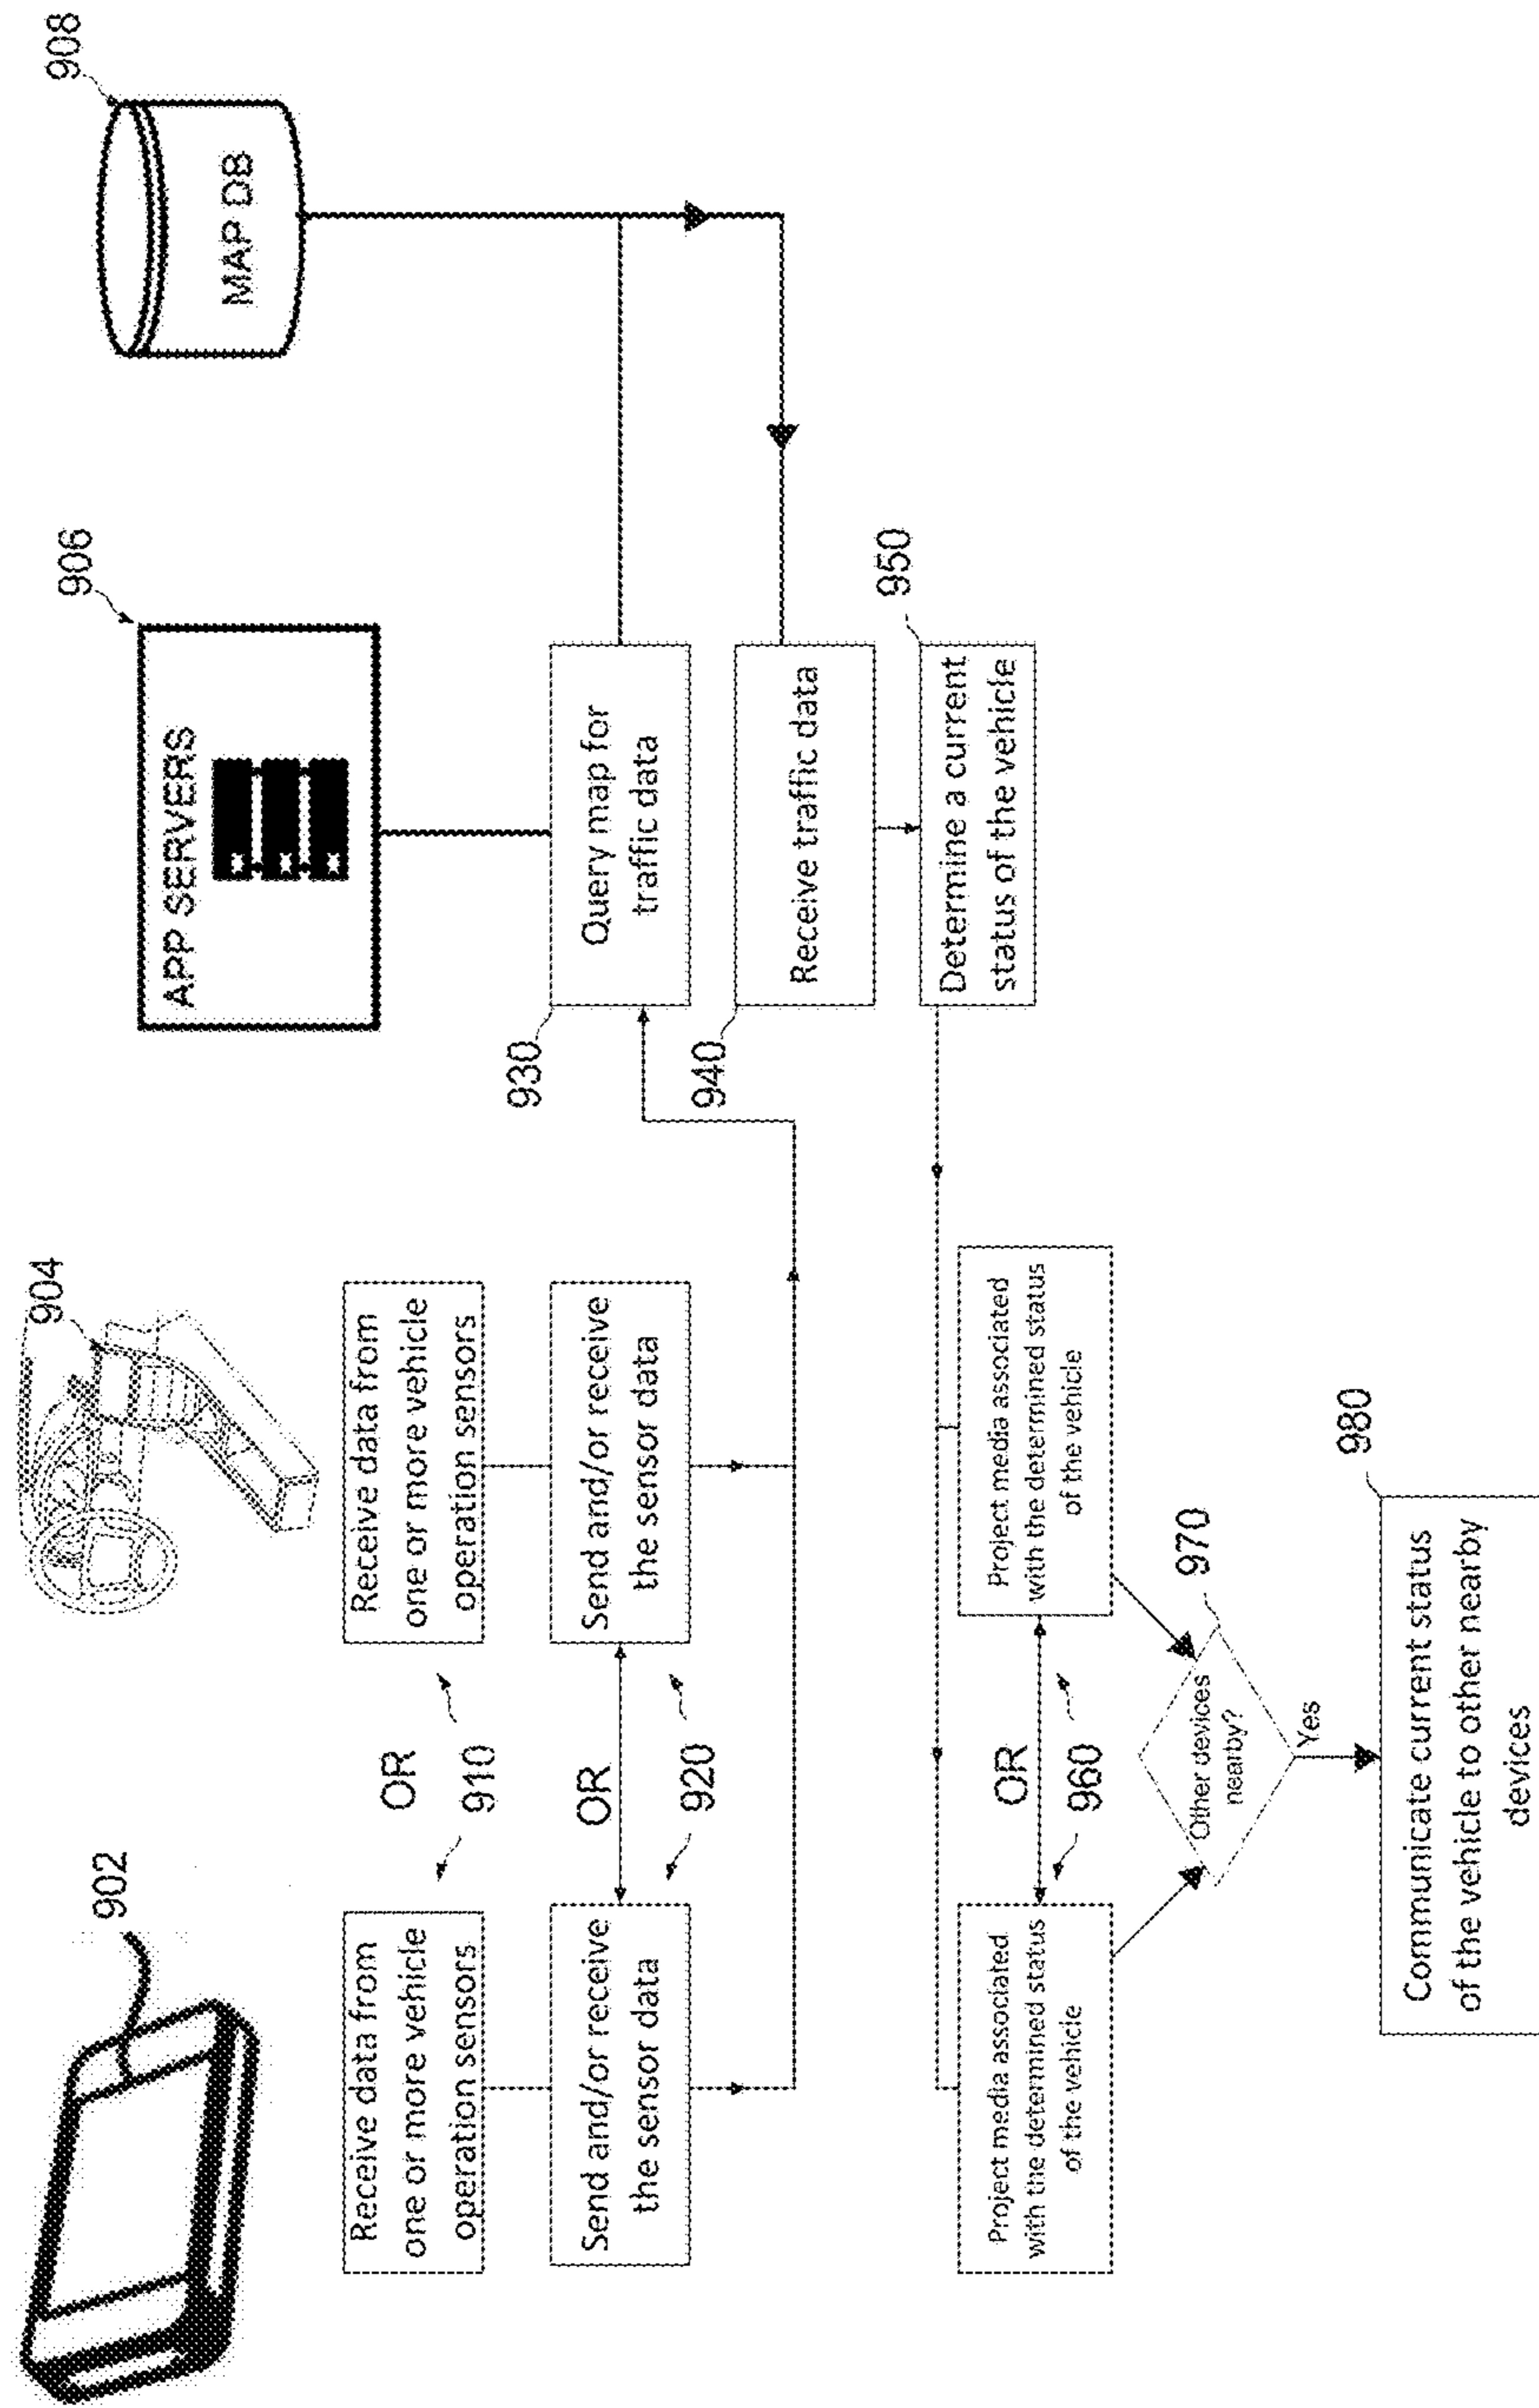 902
904
906
908
APP SERVERS
MAP DB
Receive data from
one or more vehicle
operation sensors
OR
910
Receive data from
one or more vehicle
operation sensors
Send and/or receive
the sensor data
OR
920
Send and/or receive
the sensor data
930
Query map for
traffic data
940
Receive traffic data
950
Determine a current
status of the vehicle
Project media associated
with the determined status
of the vehicle
OR
960
Project media associated
with the determined status
of the vehicle
970
Other devices
nearby?
Yes
980
Communicate current status
of the vehicle to other nearby
devices